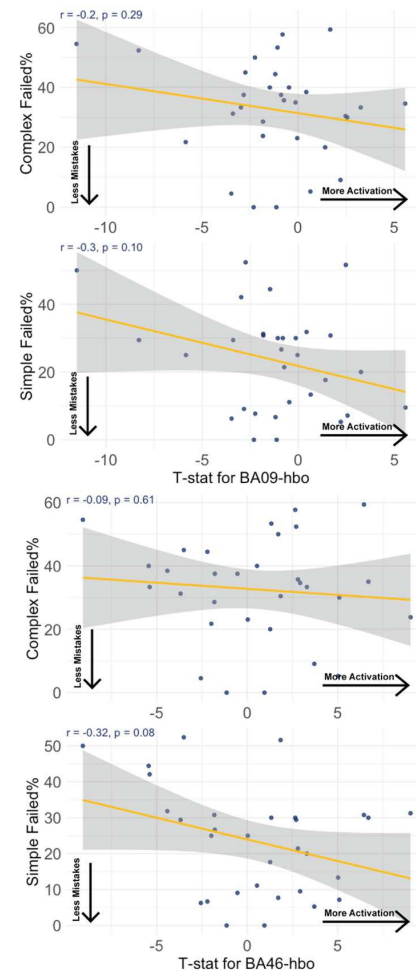 r = -0.2, p = 0.29
60
40
20
0
Complex Failed%
Less Mistakes
More Activation
-10
-5
0
5
r = -0.3, p = 0.10
40
20
0
Simple Failed%
Less Mistakes
More Activation
-10
-5
0
5
T-stat for BA09-hbo
r = -0.09, p = 0.61
60
40
20
0
Complex Failed%
Less Mistakes
More Activation
-5
0
5
r = -0.32, p = 0.08
50
40
30
20
10
0
Simple Failed%
Less Mistakes
More Activation
-5
0
5
T-stat for BA46-hbo